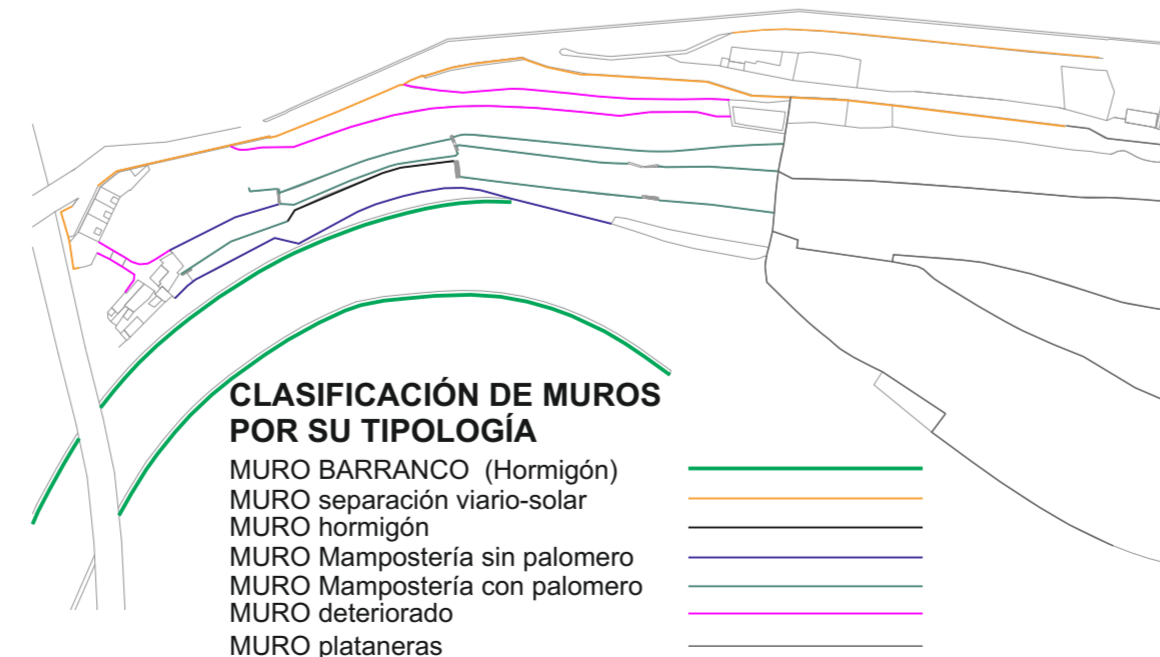 CLASIFICACIÓN DE MUROS
POR SU TIPOLOGÍA
MURO BARRANCO (Hormigón)
MURO separación viario-solar
MURO hormigón
MURO Mampostería sin palomero
MURO Mampostería con palomero
MURO deteriorado
MURO plataneras